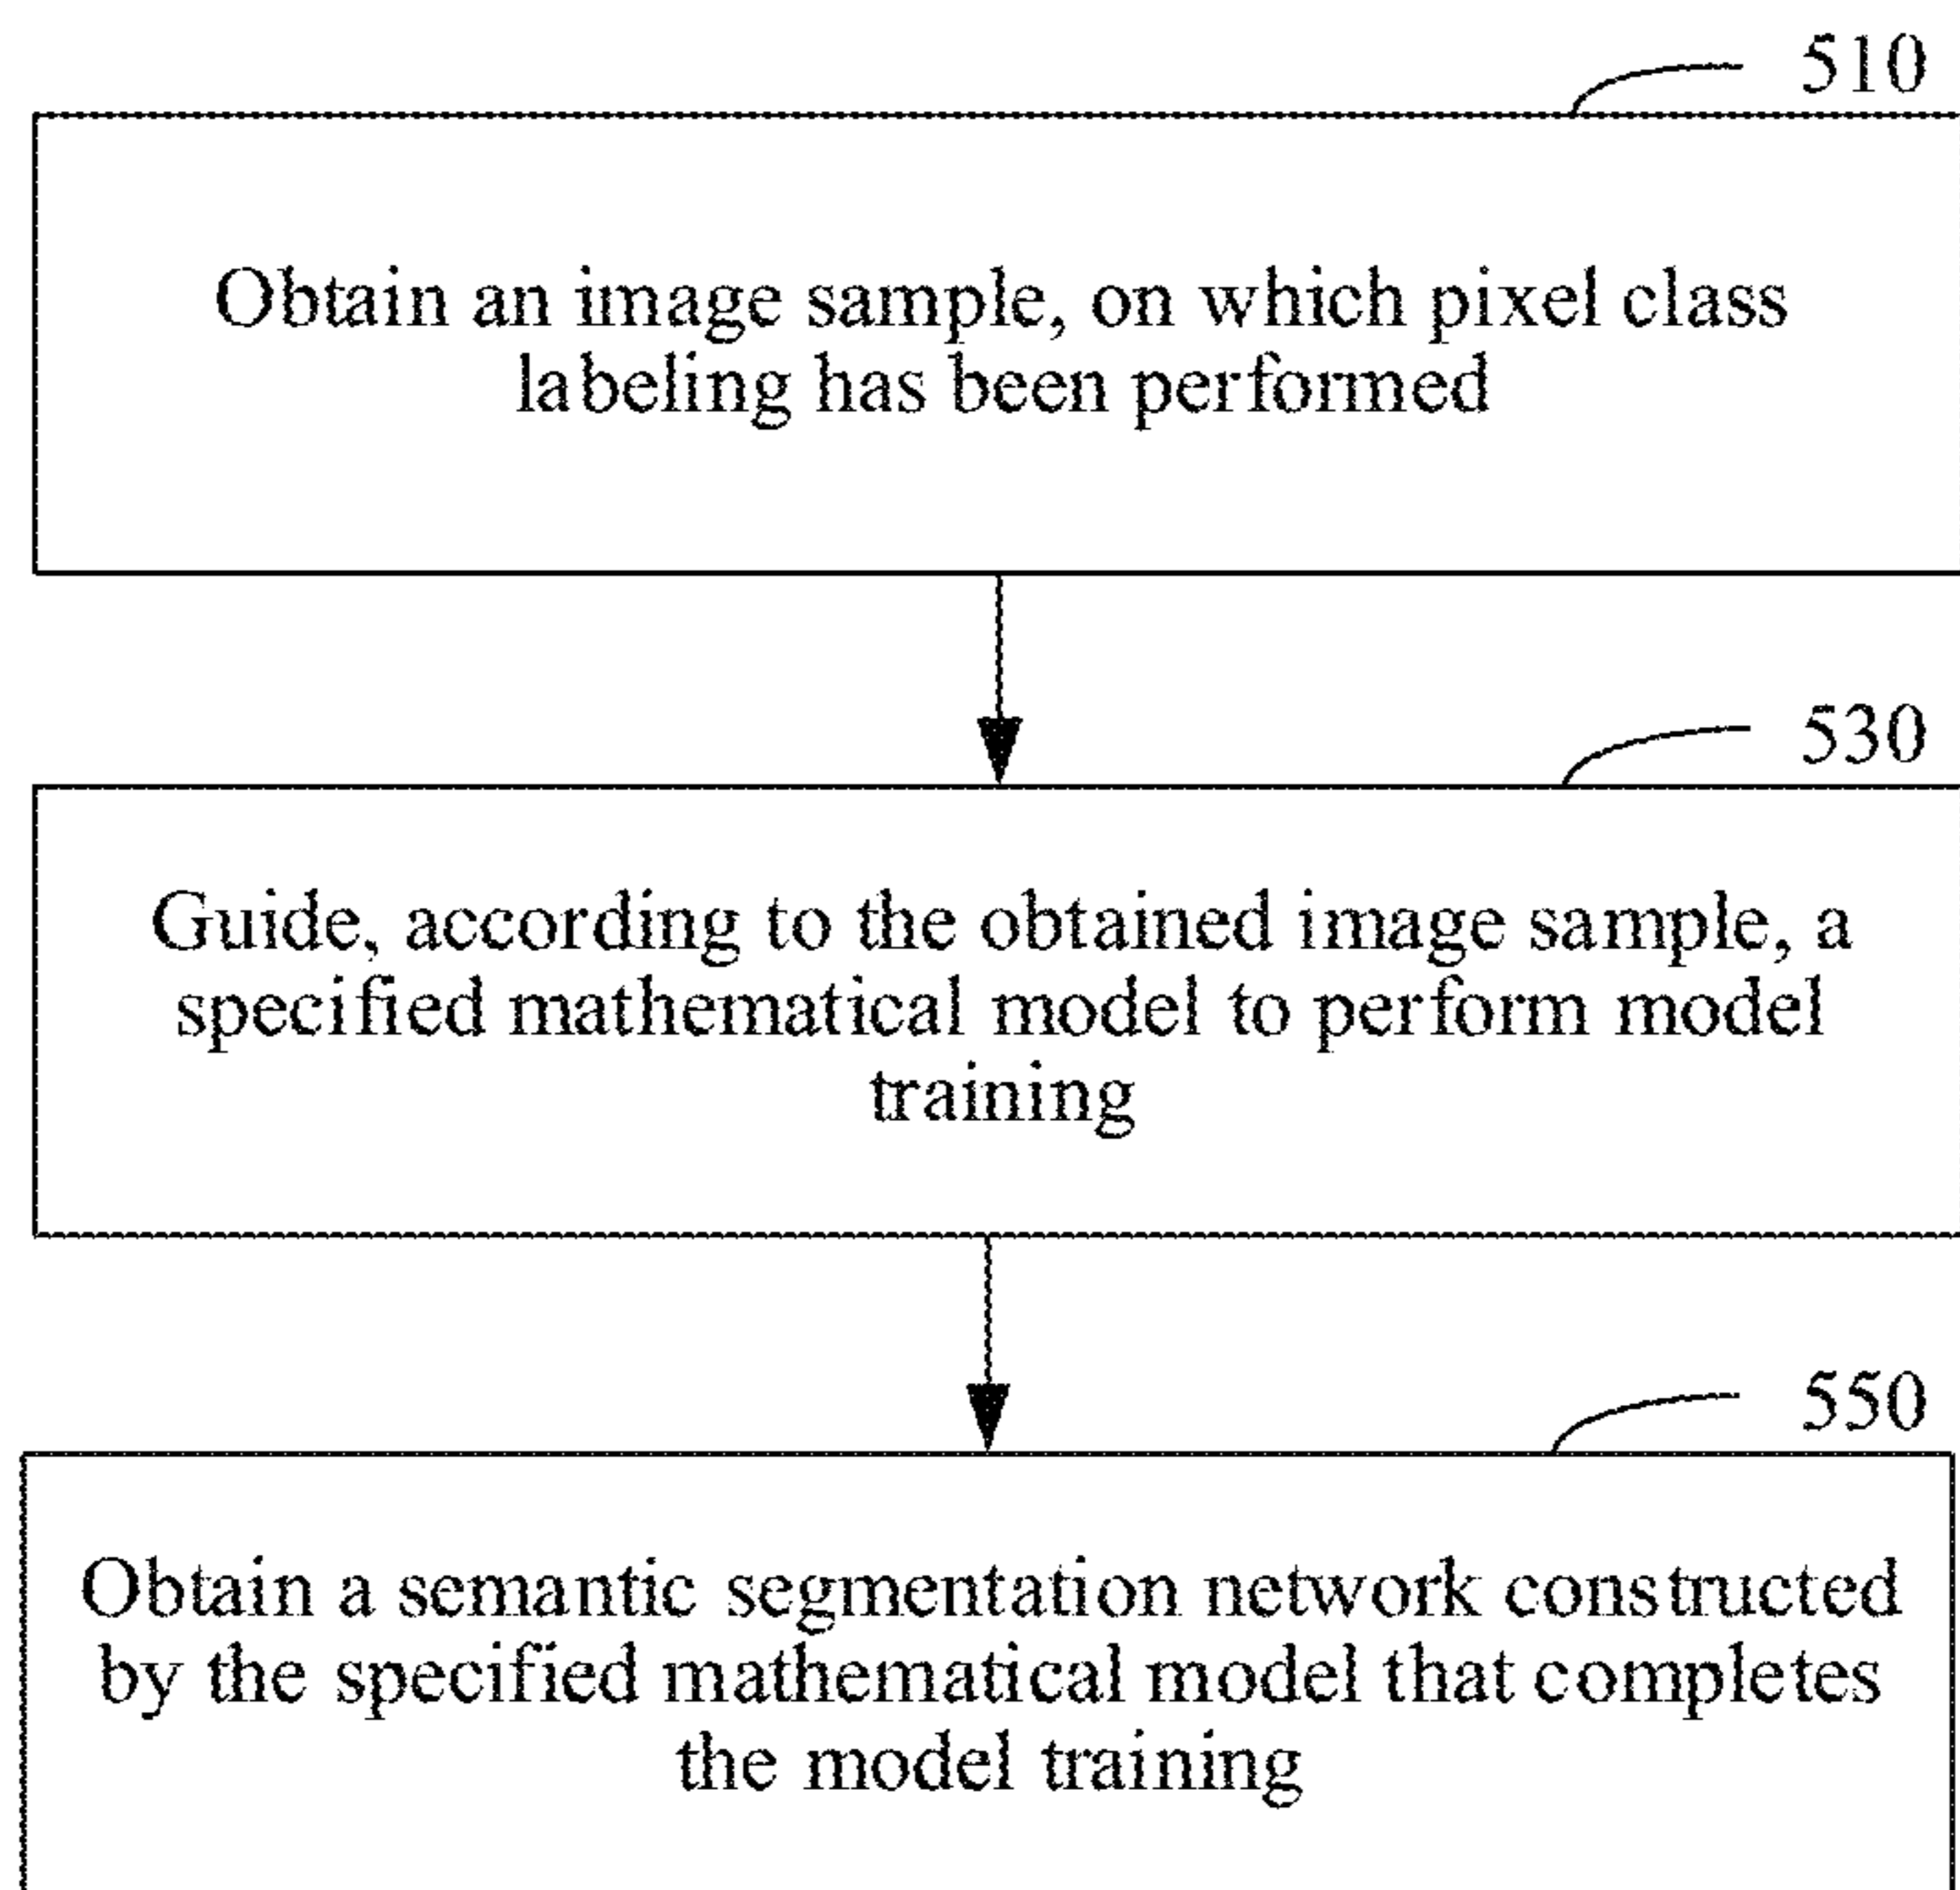 510
Obtain an image sample, on which pixel class
labeling has been performed
530
Guide, according to the obtained image sample, a
specified mathematical model to perform model
training
550
Obtain a semantic segmentation network constructed
by the specified mathematical model that completes
the model training